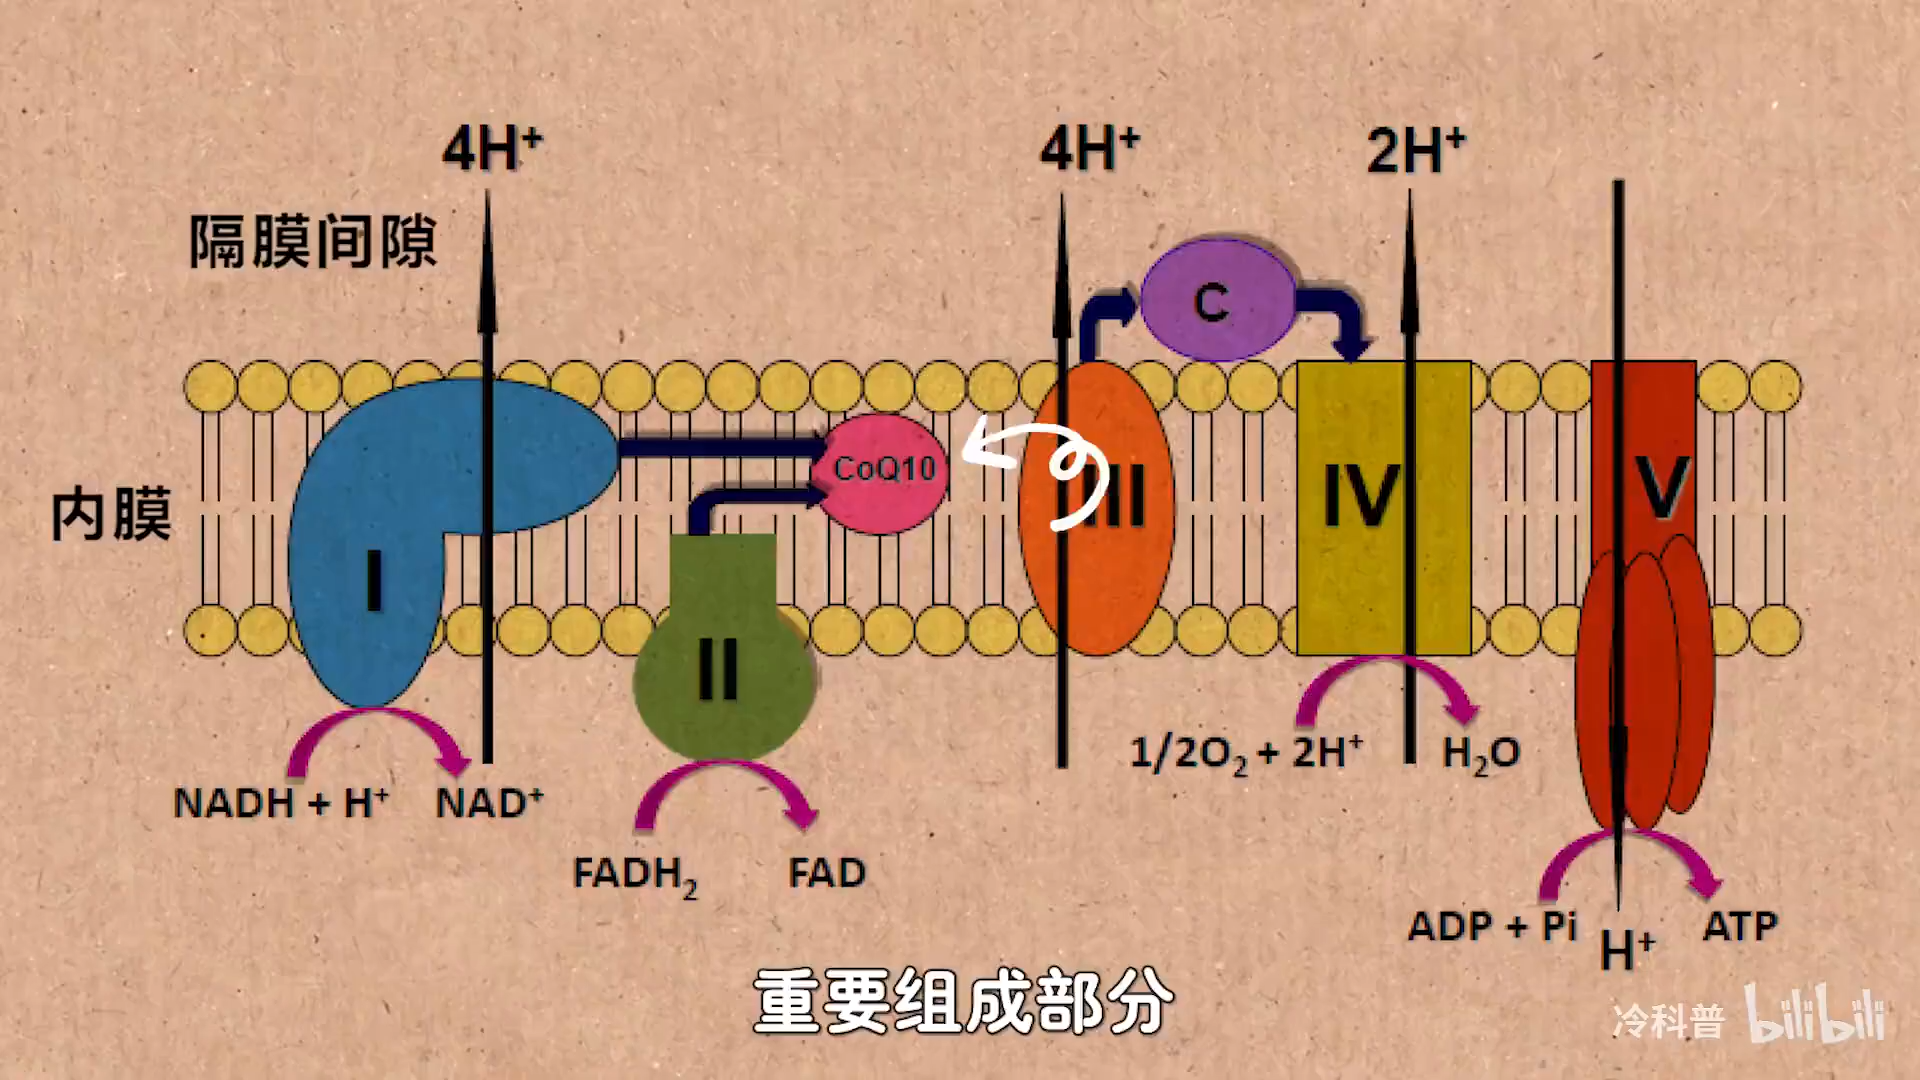 4H⁺
4H⁺
2H⁺
隔膜间隙
C
CoQ10
内膜
I
II
III
IV
V
NADH + H⁺
NAD⁺
1/2O₂ + 2H⁺
H₂O
FADH₂
FAD
ADP + Pi
H⁺
ATP
重要组成部分
冷科普 bilibili